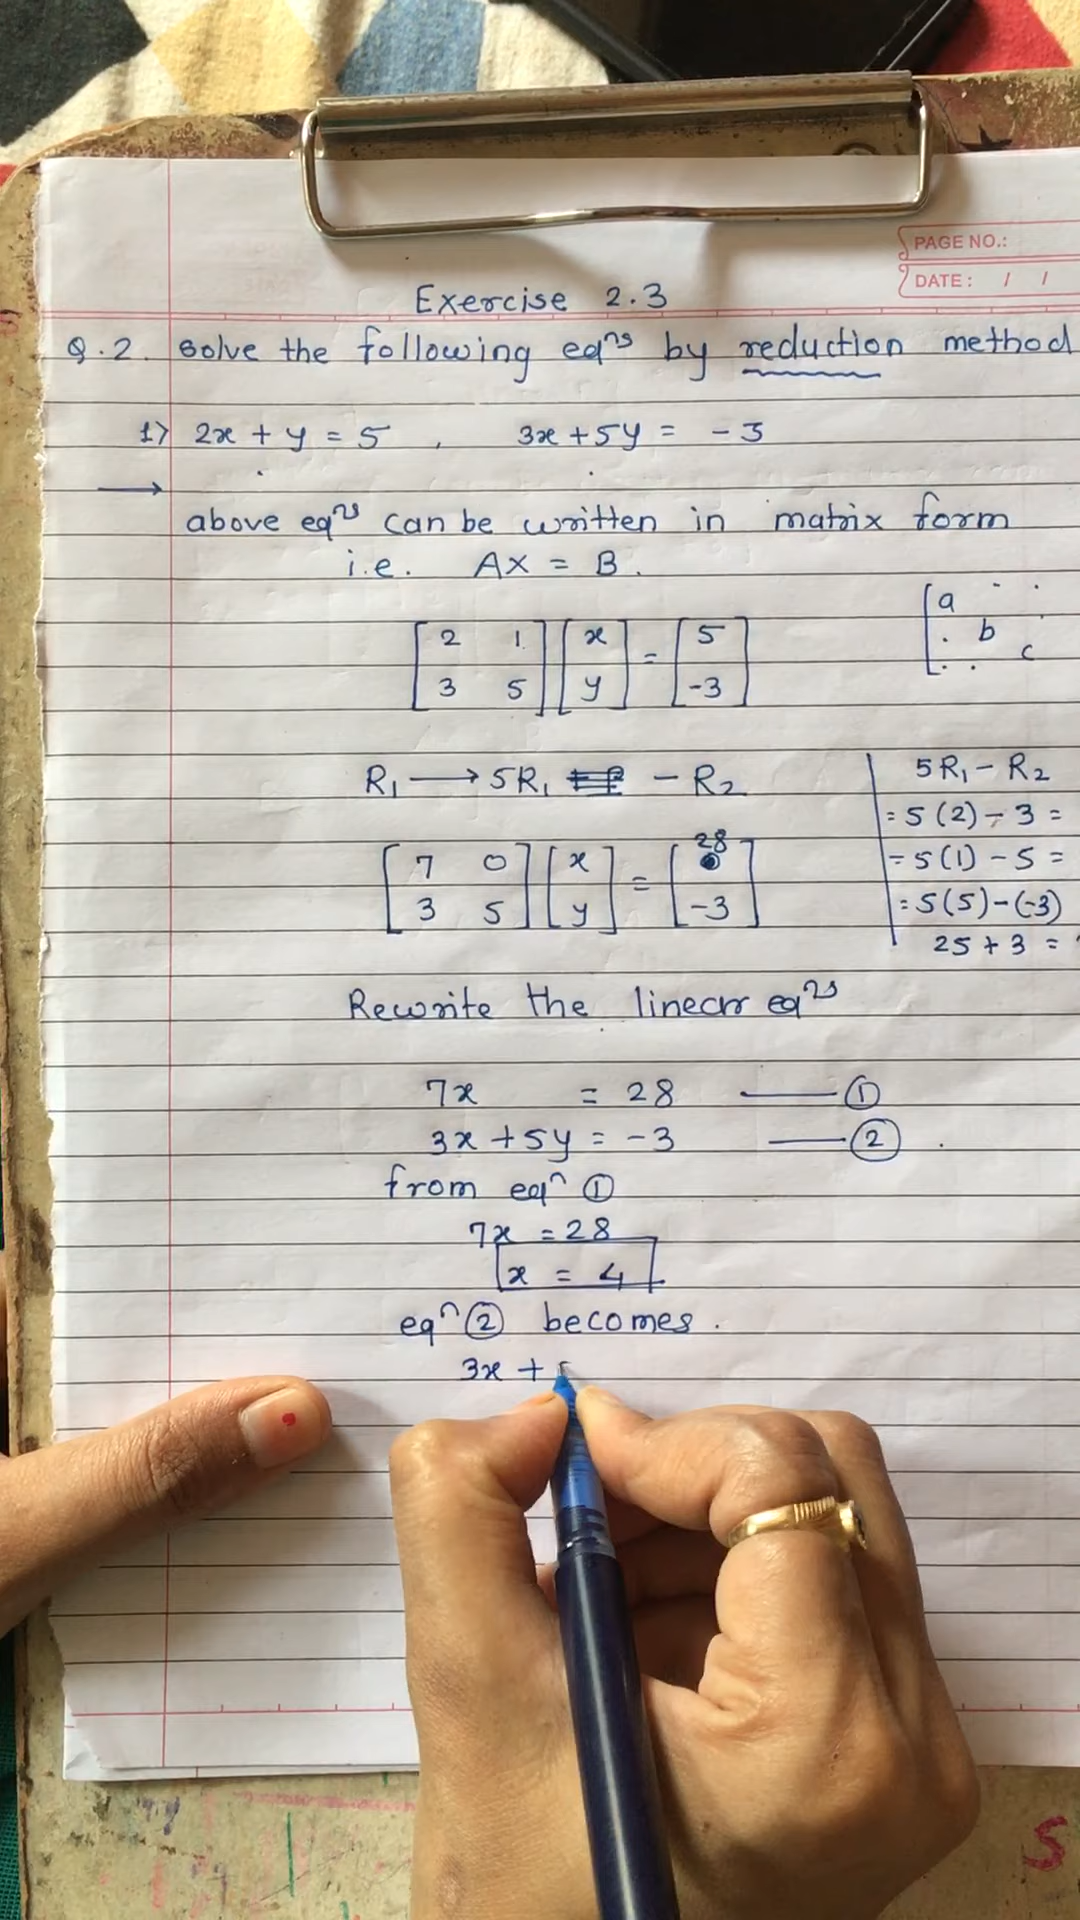 PAGE NO.:
DATE: / /
Exercise 2.3
Q.2. Solve the following eqⁿˢ by reduction method
1) 2x + y = 5 , 3x + 5y = -3
→ above eqⁿˢ can be written in matrix form
i.e. AX = B.
[2 1; 3 5] [x; y] = [5; -3]
[a . .; . b; . . c]
R₁ → 5R₁ - R₂
[7 0; 3 5] [x; y] = [28; -3]
5R₁ - R₂
= 5(2) - 3 =
= 5(1) - 5 =
= 5(5) - (-3)
25 + 3 =
Rewrite the linear eqⁿˢ
7x = 28 —— ①
3x + 5y = -3 —— ②
from eqⁿ ①
7x = 28
x = 4
eqⁿ ② becomes.
3x +
S